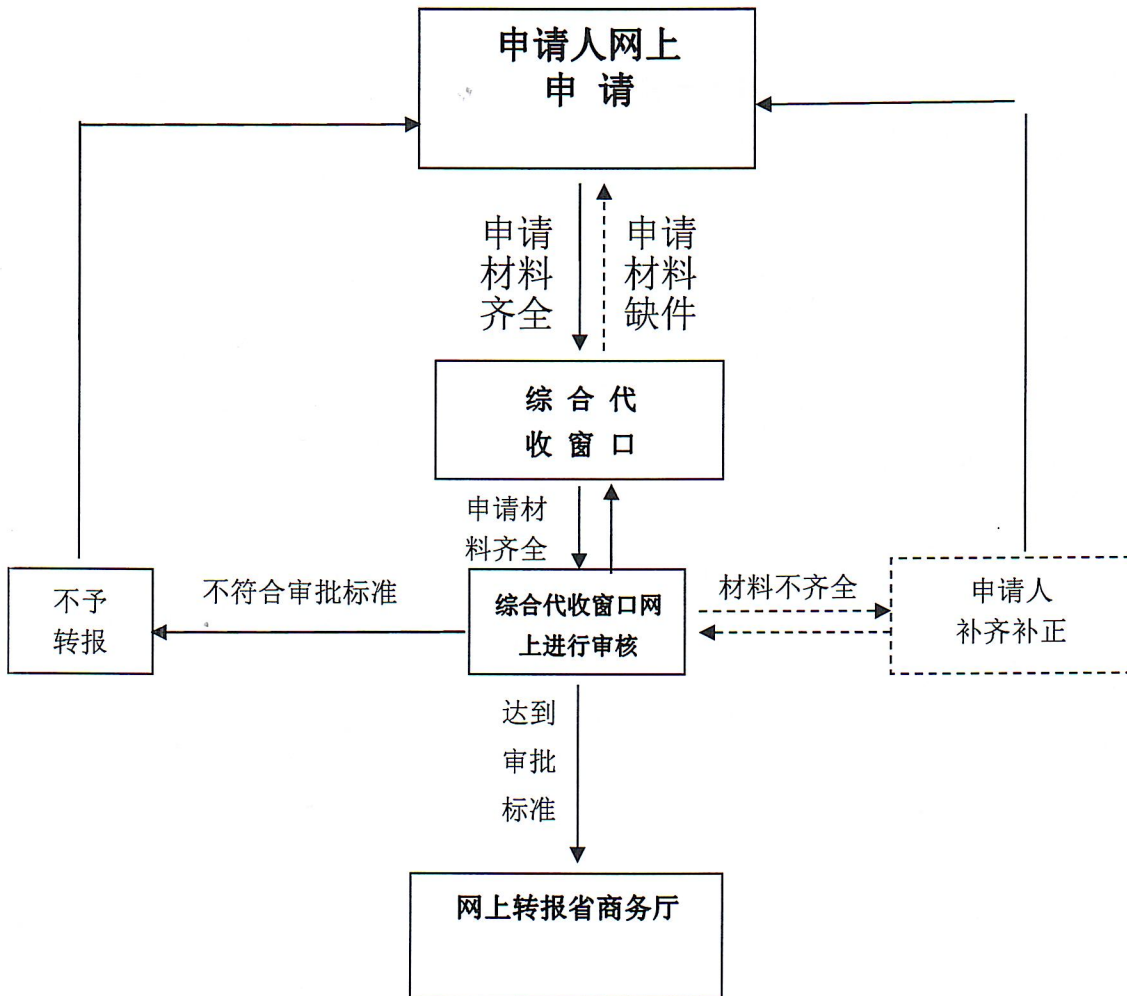 申请人网上
申 请
申请
材料
齐全
申请
材料
缺件
综 合 代
收 窗 口
申请材
料齐全
不予
转报
不符合审批标准
综合代收窗口网
上进行审核
材料不齐全
申请人
补齐补正
达到
审批
标准
网上转报省商务厅